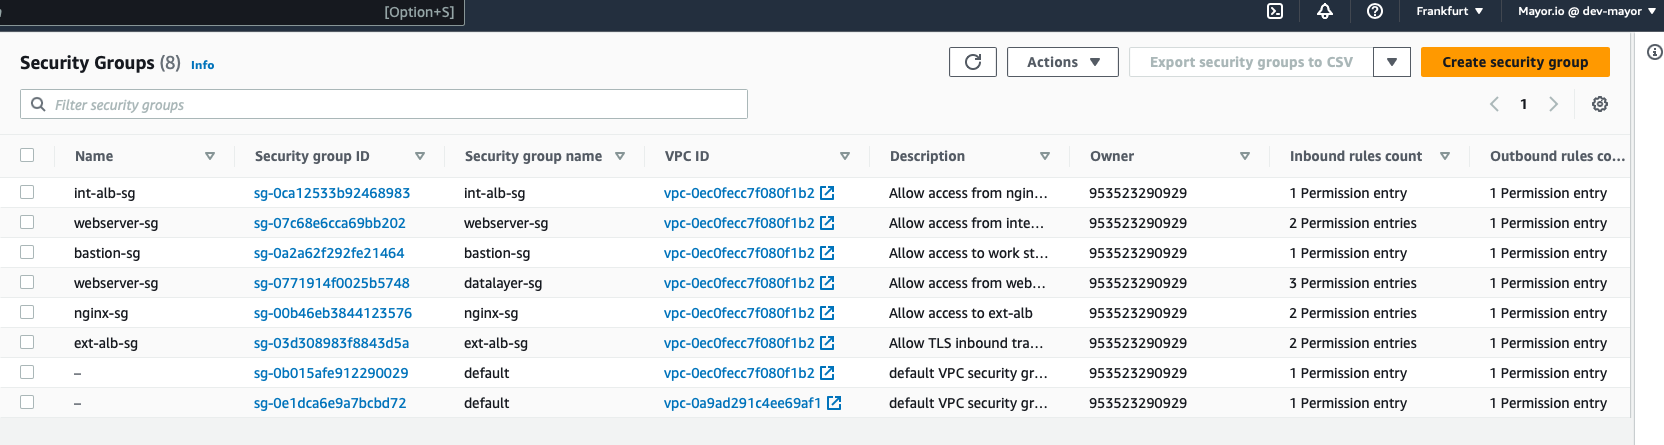 [Option+S] Frankfurt ▼ Mayor.io @ dev-mayor ▼
Security Groups (8) Info Actions ▼ Export security groups to CSV ▼ Create security group
Filter security groups 1
Name Security group ID Security group name VPC ID Description Owner Inbound rules count Outbound rules co...
int-alb-sg sg-0ca12533b92468983 int-alb-sg vpc-0ec0fecc7f080f1b2 Allow access from ngin... 953523290929 1 Permission entry 1 Permission entry
webserver-sg sg-07c68e6cca69bb202 webserver-sg vpc-0ec0fecc7f080f1b2 Allow access from inte... 953523290929 2 Permission entries 1 Permission entry
bastion-sg sg-0a2a62f292fe21464 bastion-sg vpc-0ec0fecc7f080f1b2 Allow access to work st... 953523290929 1 Permission entry 1 Permission entry
webserver-sg sg-0771914f0025b5748 datalayer-sg vpc-0ec0fecc7f080f1b2 Allow access from web... 953523290929 3 Permission entries 1 Permission entry
nginx-sg sg-00b46eb3844123576 nginx-sg vpc-0ec0fecc7f080f1b2 Allow access to ext-alb 953523290929 2 Permission entries 1 Permission entry
ext-alb-sg sg-03d308983f8843d5a ext-alb-sg vpc-0ec0fecc7f080f1b2 Allow TLS inbound tra... 953523290929 2 Permission entries 1 Permission entry
– sg-0b015afe912290029 default vpc-0ec0fecc7f080f1b2 default VPC security gr... 953523290929 1 Permission entry 1 Permission entry
– sg-0e1dca6e9a7bcbd72 default vpc-0a9ad291c4ee69af1 default VPC security gr... 953523290929 1 Permission entry 1 Permission entry